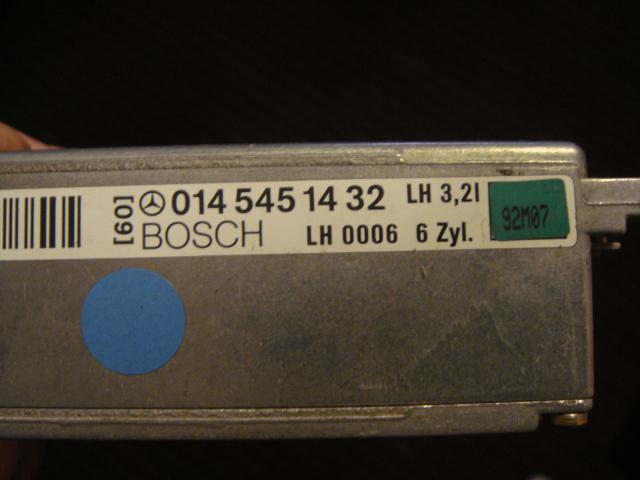 [60] 014 545 14 32 LH 3,2l
BOSCH LH 0006 6 Zyl.
92M07